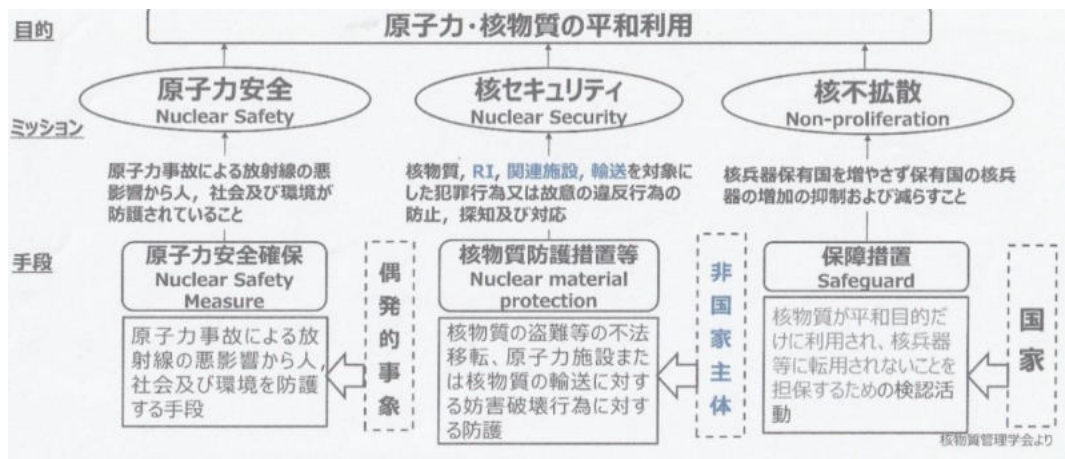 目的
原子力・核物質の平和利用
ミッション
原子力安全
Nuclear Safety
核セキュリティ
Nuclear Security
核不拡散
Non-proliferation
原子力事故による放射線の悪
影響から人，社会及び環境が
防護されていること
核物質，RI，関連施設，輸送を対象に
した犯罪行為又は故意の違反行為の
防止，探知及び対応
核兵器保有国を増やさず保有国の核兵
器の増加の抑制および減らすこと
手段
原子力安全確保
Nuclear Safety
Measure
原子力事故による放
射線の悪影響から人，
社会及び環境を防護
する手段
偶発的事象
核物質防護措置等
Nuclear material
protection
核物質の盗難等の不法
移転、原子力施設また
は核物質の輸送に対す
る妨害破壊行為に対す
る防護
非国家主体
保障措置
Safeguard
核物質が平和目的だ
けに利用され、核兵器
等に転用されないことを
担保するための検認活
動
国家
核物質管理学会より